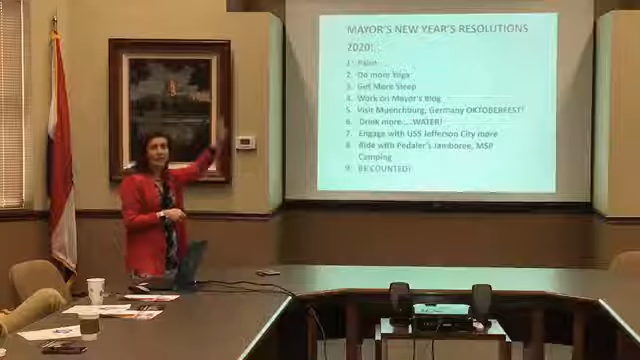 MAYOR'S NEW YEAR'S RESOLUTIONS
2020!
1. Paint
2. Do more Yoga
3. Get More Sleep
4. Work on Mayor's Blog
5. Visit Muenchburg, Germany OKTOBERFEST!
6. Drink more.....WATER!
7. Engage with USS Jefferson City more
8. Ride with Pedaler's Jamboree, MSP
Camping
9. BE COUNTED!